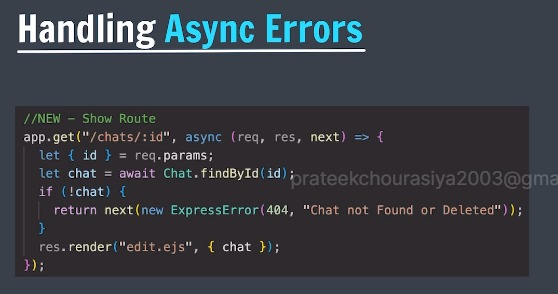 Handling Async Errors
//NEW - Show Route
app.get("/chats/:id", async (req, res, next) => {
  let { id } = req.params;
  let chat = await Chat.findById(id);
prateekchourasiya2003@gma
  if (!chat) {
    return next(new ExpressError(404, "Chat not Found or Deleted"));
  }
  res.render("edit.ejs", { chat });
});